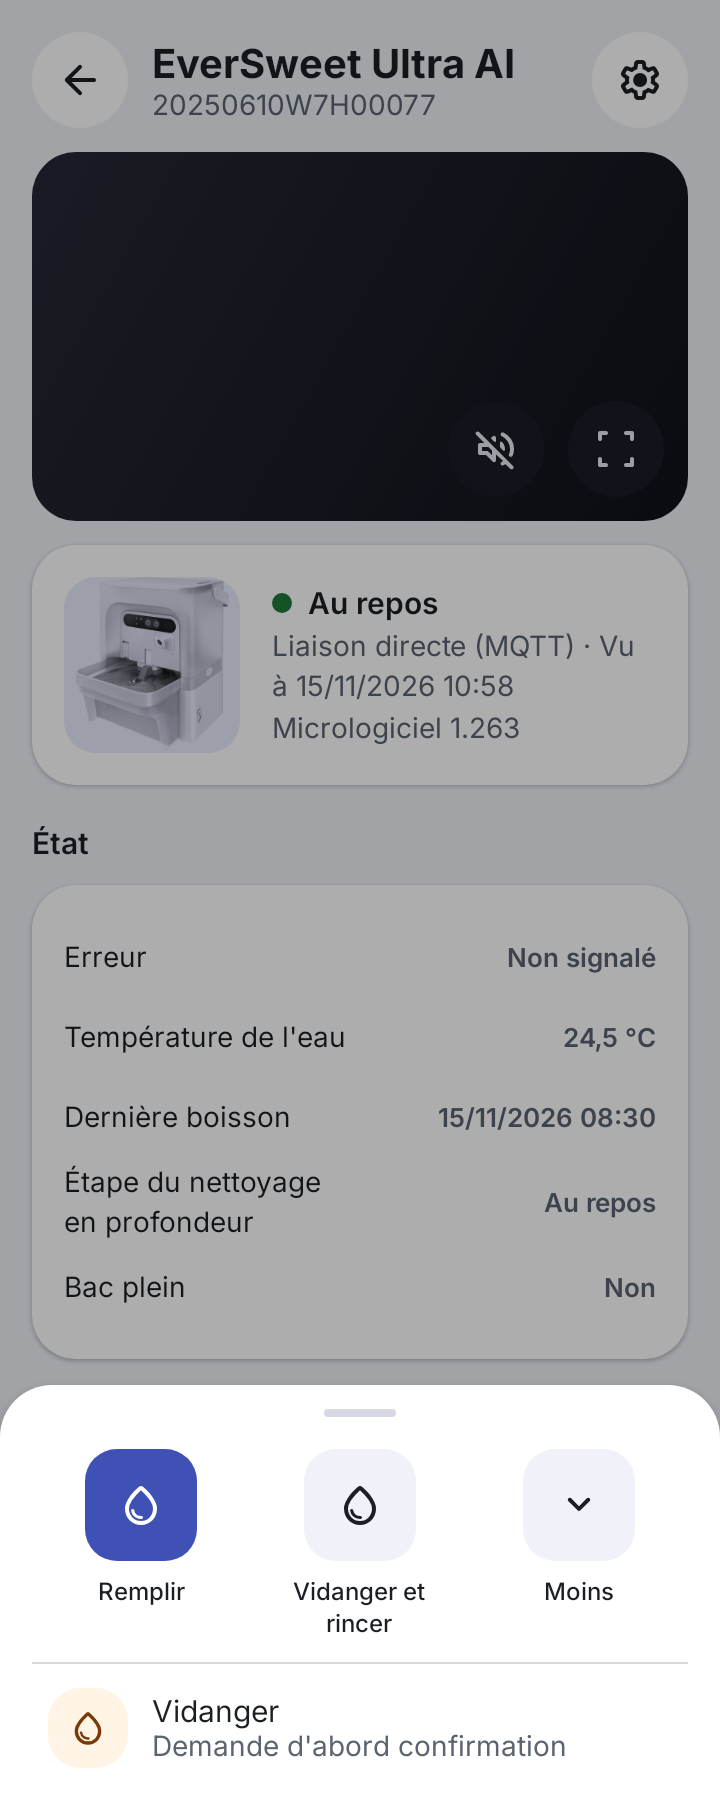 EverSweet Ultra AI
20250610W7H00077
Au repos
Liaison directe (MQTT) · Vu
à 15/11/2026 10:58
Micrologiciel 1.263
État
Erreur
Non signalé
Température de l'eau
24,5 °C
Dernière boisson
15/11/2026 08:30
Étape du nettoyage
en profondeur
Au repos
Bac plein
Non
Remplir
Vidanger et
rincer
Moins
Vidanger
Demande d'abord confirmation